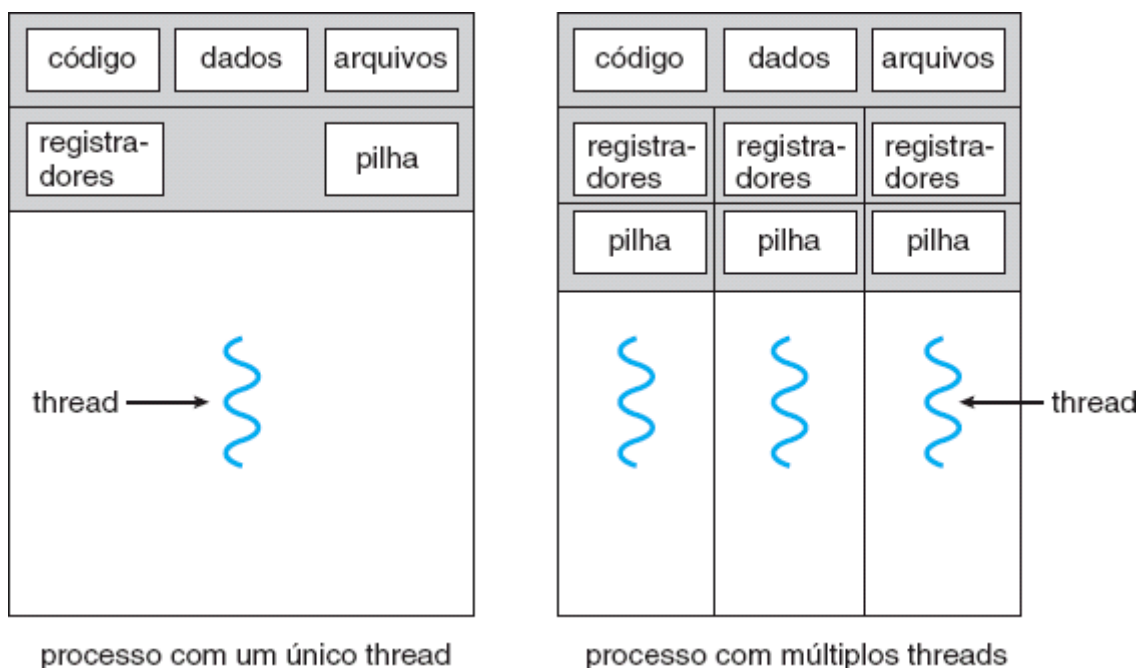 código dados arquivos
registra-
dores
pilha
thread
processo com um único thread
código dados arquivos
registra- registra- registra-
dores dores dores
pilha pilha pilha
thread
processo com múltiplos threads